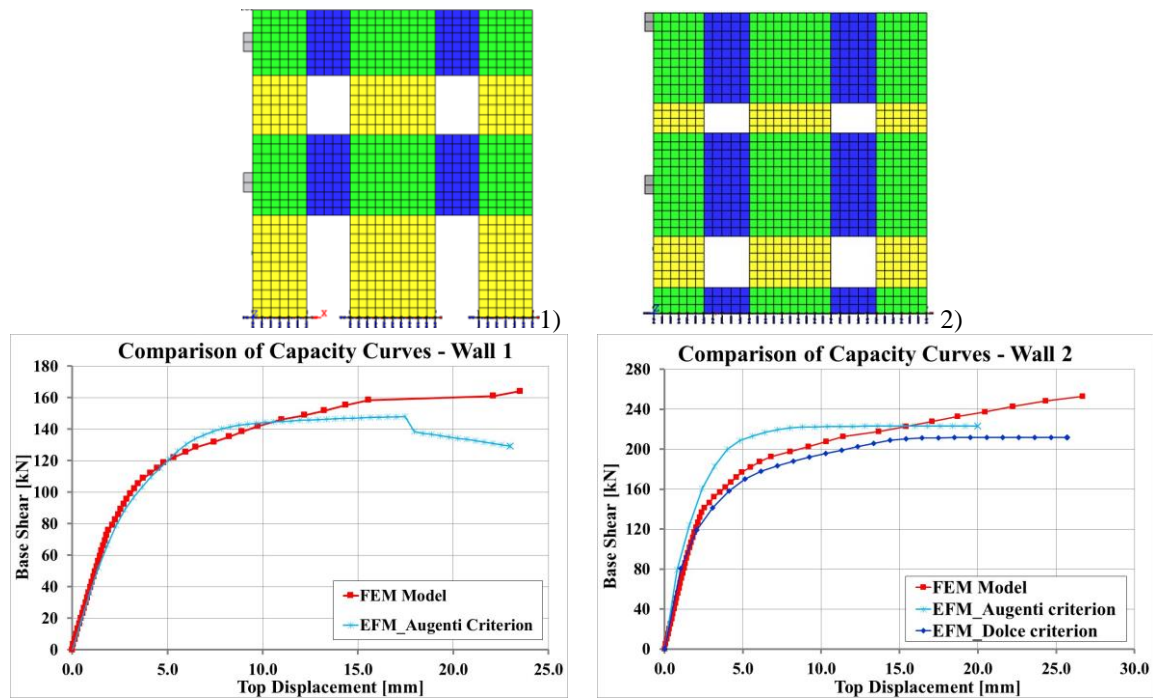 Z
X
1)
Z
2)
Comparison of Capacity Curves - Wall 1
Base Shear [kN]
180
160
140
120
100
80
60
40
20
0
0.0 5.0 10.0 15.0 20.0 25.0
Top Displacement [mm]
FEM Model
EFM_Augenti Criterion
Comparison of Capacity Curves - Wall 2
Base Shear [kN]
280
240
200
160
120
80
40
0
0.0 5.0 10.0 15.0 20.0 25.0 30.0
Top Displacement [mm]
FEM Model
EFM_Augenti criterion
EFM_Dolce criterion